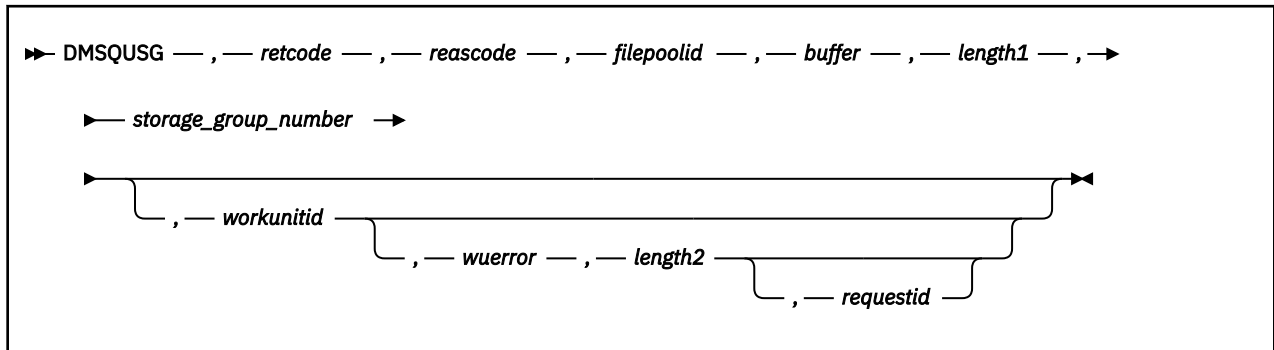 DMSQUSG , retcode , reascode , filepoolid , buffer , length1 ,
storage_group_number
, workunitid
, wuerror , length2
, requestid